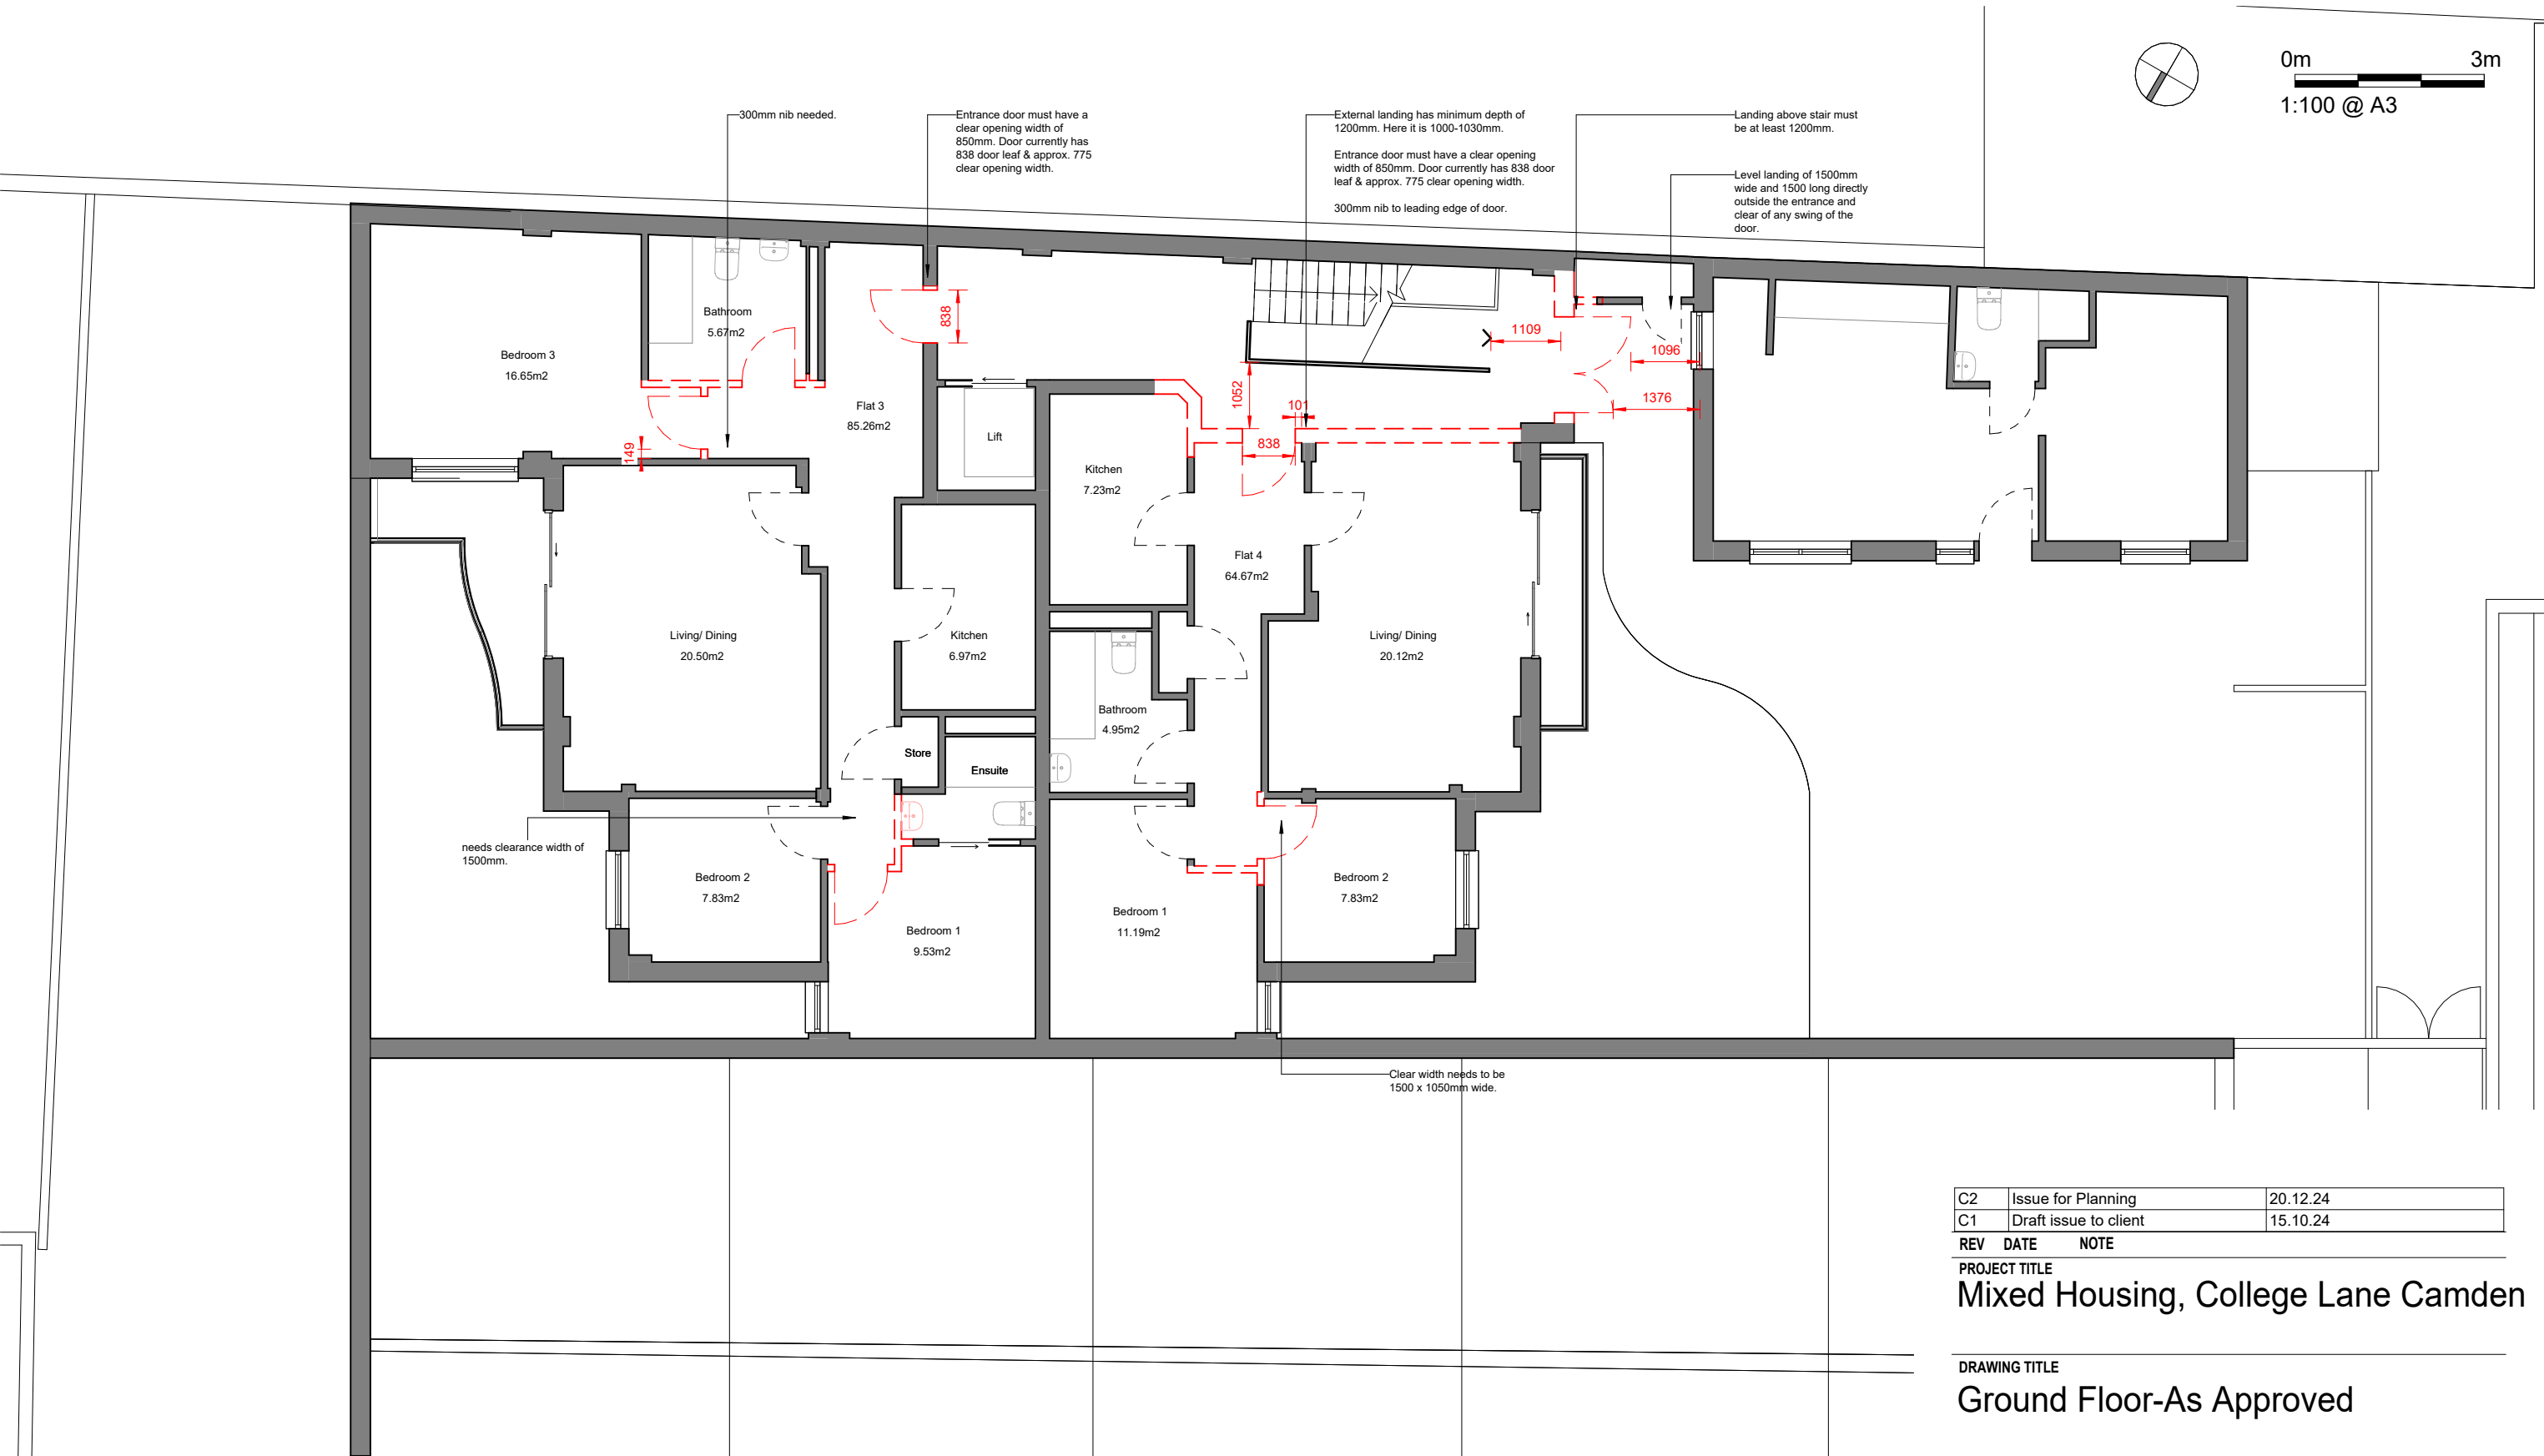 0m 3m
1:100 @ A3
300mm nib needed.
Entrance door must have a
clear opening width of
850mm. Door currently has
838 door leaf & approx. 775
clear opening width.
External landing has minimum depth of
1200mm. Here it is 1000-1030mm.
Entrance door must have a clear opening
width of 850mm. Door currently has 838 door
leaf & approx. 775 clear opening width.
300mm nib to leading edge of door.
Landing above stair must
be at least 1200mm.
Level landing of 1500mm
wide and 1500 long directly
outside the entrance and
clear of any swing of the
door.
Bathroom
5.67m2
838
1109
1096
Bedroom 3
16.65m2
1052
1376
101
Flat 3
85.26m2
Lift
838
149
Kitchen
7.23m2
Flat 4
64.67m2
Living/ Dining
20.50m2
Kitchen
6.97m2
Living/ Dining
20.12m2
Bathroom
4.95m2
Store
Ensuite
needs clearance width of
1500mm.
Bedroom 2
7.83m2
Bedroom 1
9.53m2
Bedroom 1
11.19m2
Bedroom 2
7.83m2
Clear width needs to be
1500 x 1050mm wide.
C2 Issue for Planning 20.12.24
C1 Draft issue to client 15.10.24
REV DATE NOTE
PROJECT TITLE
Mixed Housing, College Lane Camden
DRAWING TITLE
Ground Floor-As Approved